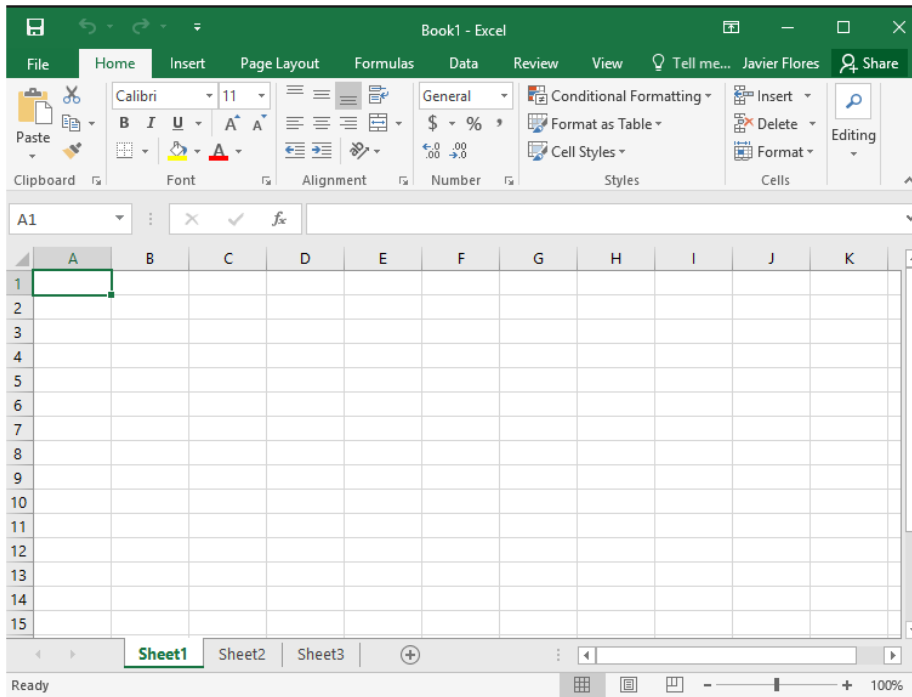 Book1 - Excel
File Home Insert Page Layout Formulas Data Review View Tell me... Javier Flores Share
Calibri 11 General Conditional Formatting Insert
Paste B I U A A $ % , Format as Table Delete Editing
A .0 .00 .00 .0 Cell Styles Format
Clipboard Font Alignment Number Styles Cells
A1 fx
A B C D E F G H I J K
1
2
3
4
5
6
7
8
9
10
11
12
13
14
15
Sheet1 Sheet2 Sheet3
Ready 100%